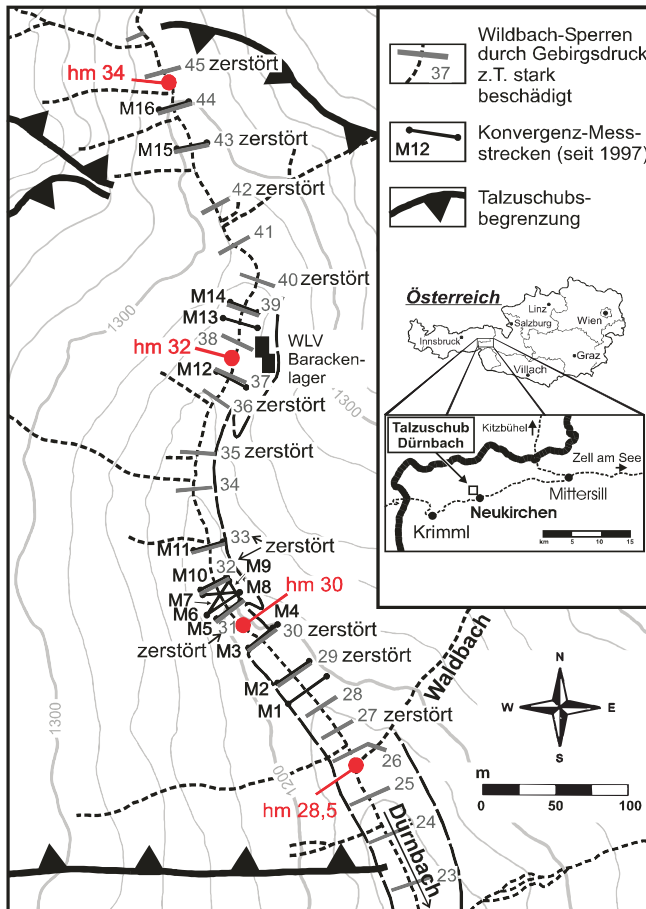 45 zerstört
hm 34
44
M16
43 zerstört
M15
42 zerstört
41
40 zerstört
M14
39
M13
1300
38
WLV
Baracken-
lager
hm 32
M12
37
36 zerstört
1300
35 zerstört
34
33
zerstört
M11
M9
32
M10
M8
hm 30
M7
M6
M4
M5
31
30 zerstört
zerstört
M3
29 zerstört
M2
28
M1
27 zerstört
Waldbach
1300
1200
26
25
hm 28,5
24
Dürnbach
23
Wildbach-Sperren
durch Gebirgsdruck
z.T. stark
beschädigt
37
Konvergenz-Mess-
strecken (seit 1997)
M12
Talzuschubs-
begrenzung
Österreich
Linz
Wien
Salzburg
Innsbruck
Graz
Villach
Talzuschub
Dürnbach
Kitzbühel
Zell am See
Mittersill
Neukirchen
Krimml
km 5 10 15
N
W E
S
m
0 50 100